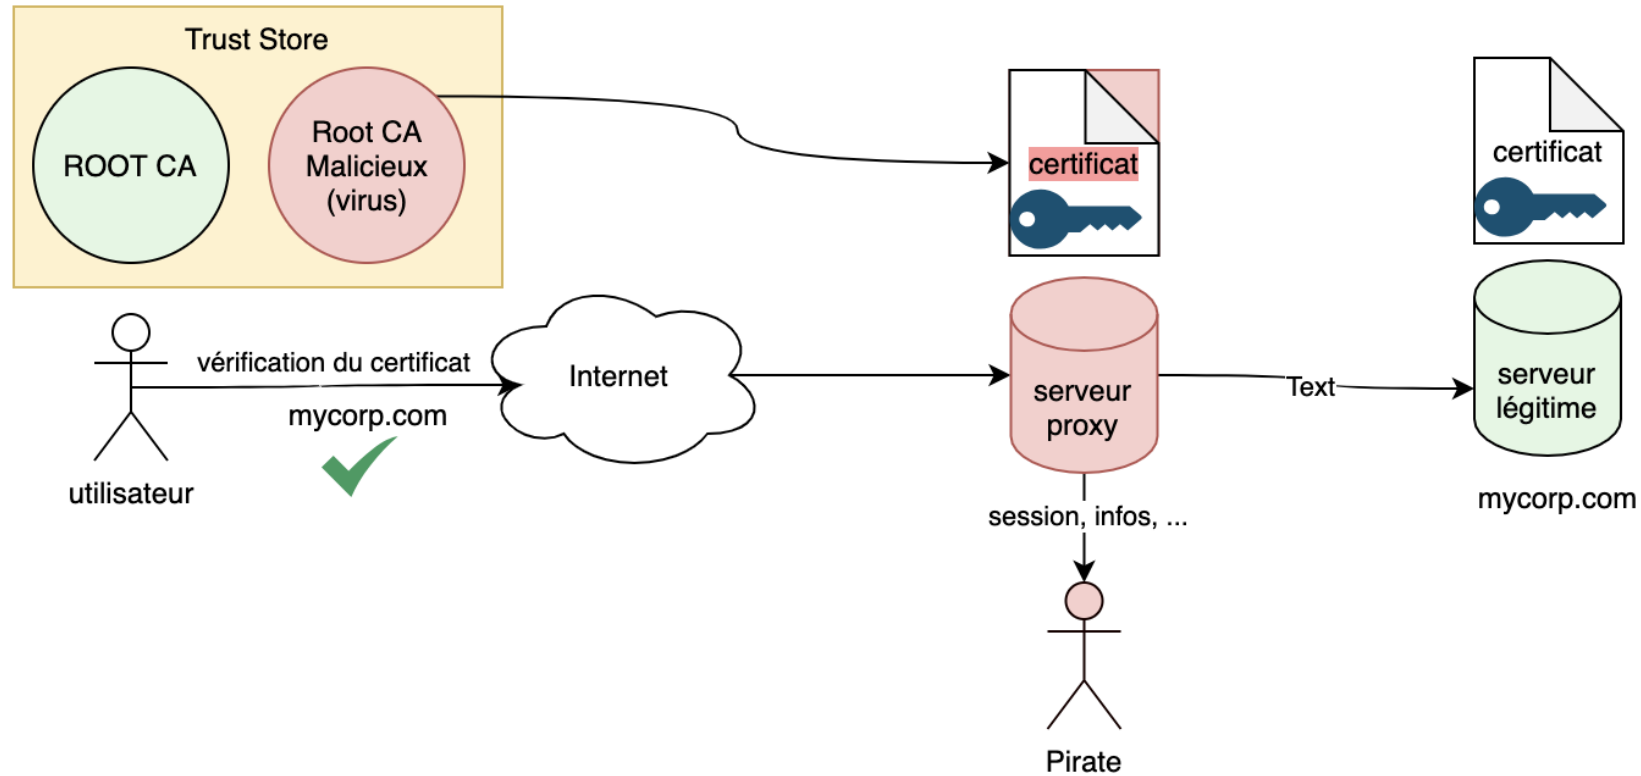 Trust Store
ROOT CA
Root CA
Malicieux
(virus)
certificat
certificat
vérification du certificat
mycorp.com
utilisateur
Internet
serveur
proxy
Text
serveur
légitime
mycorp.com
session, infos, ...
Pirate